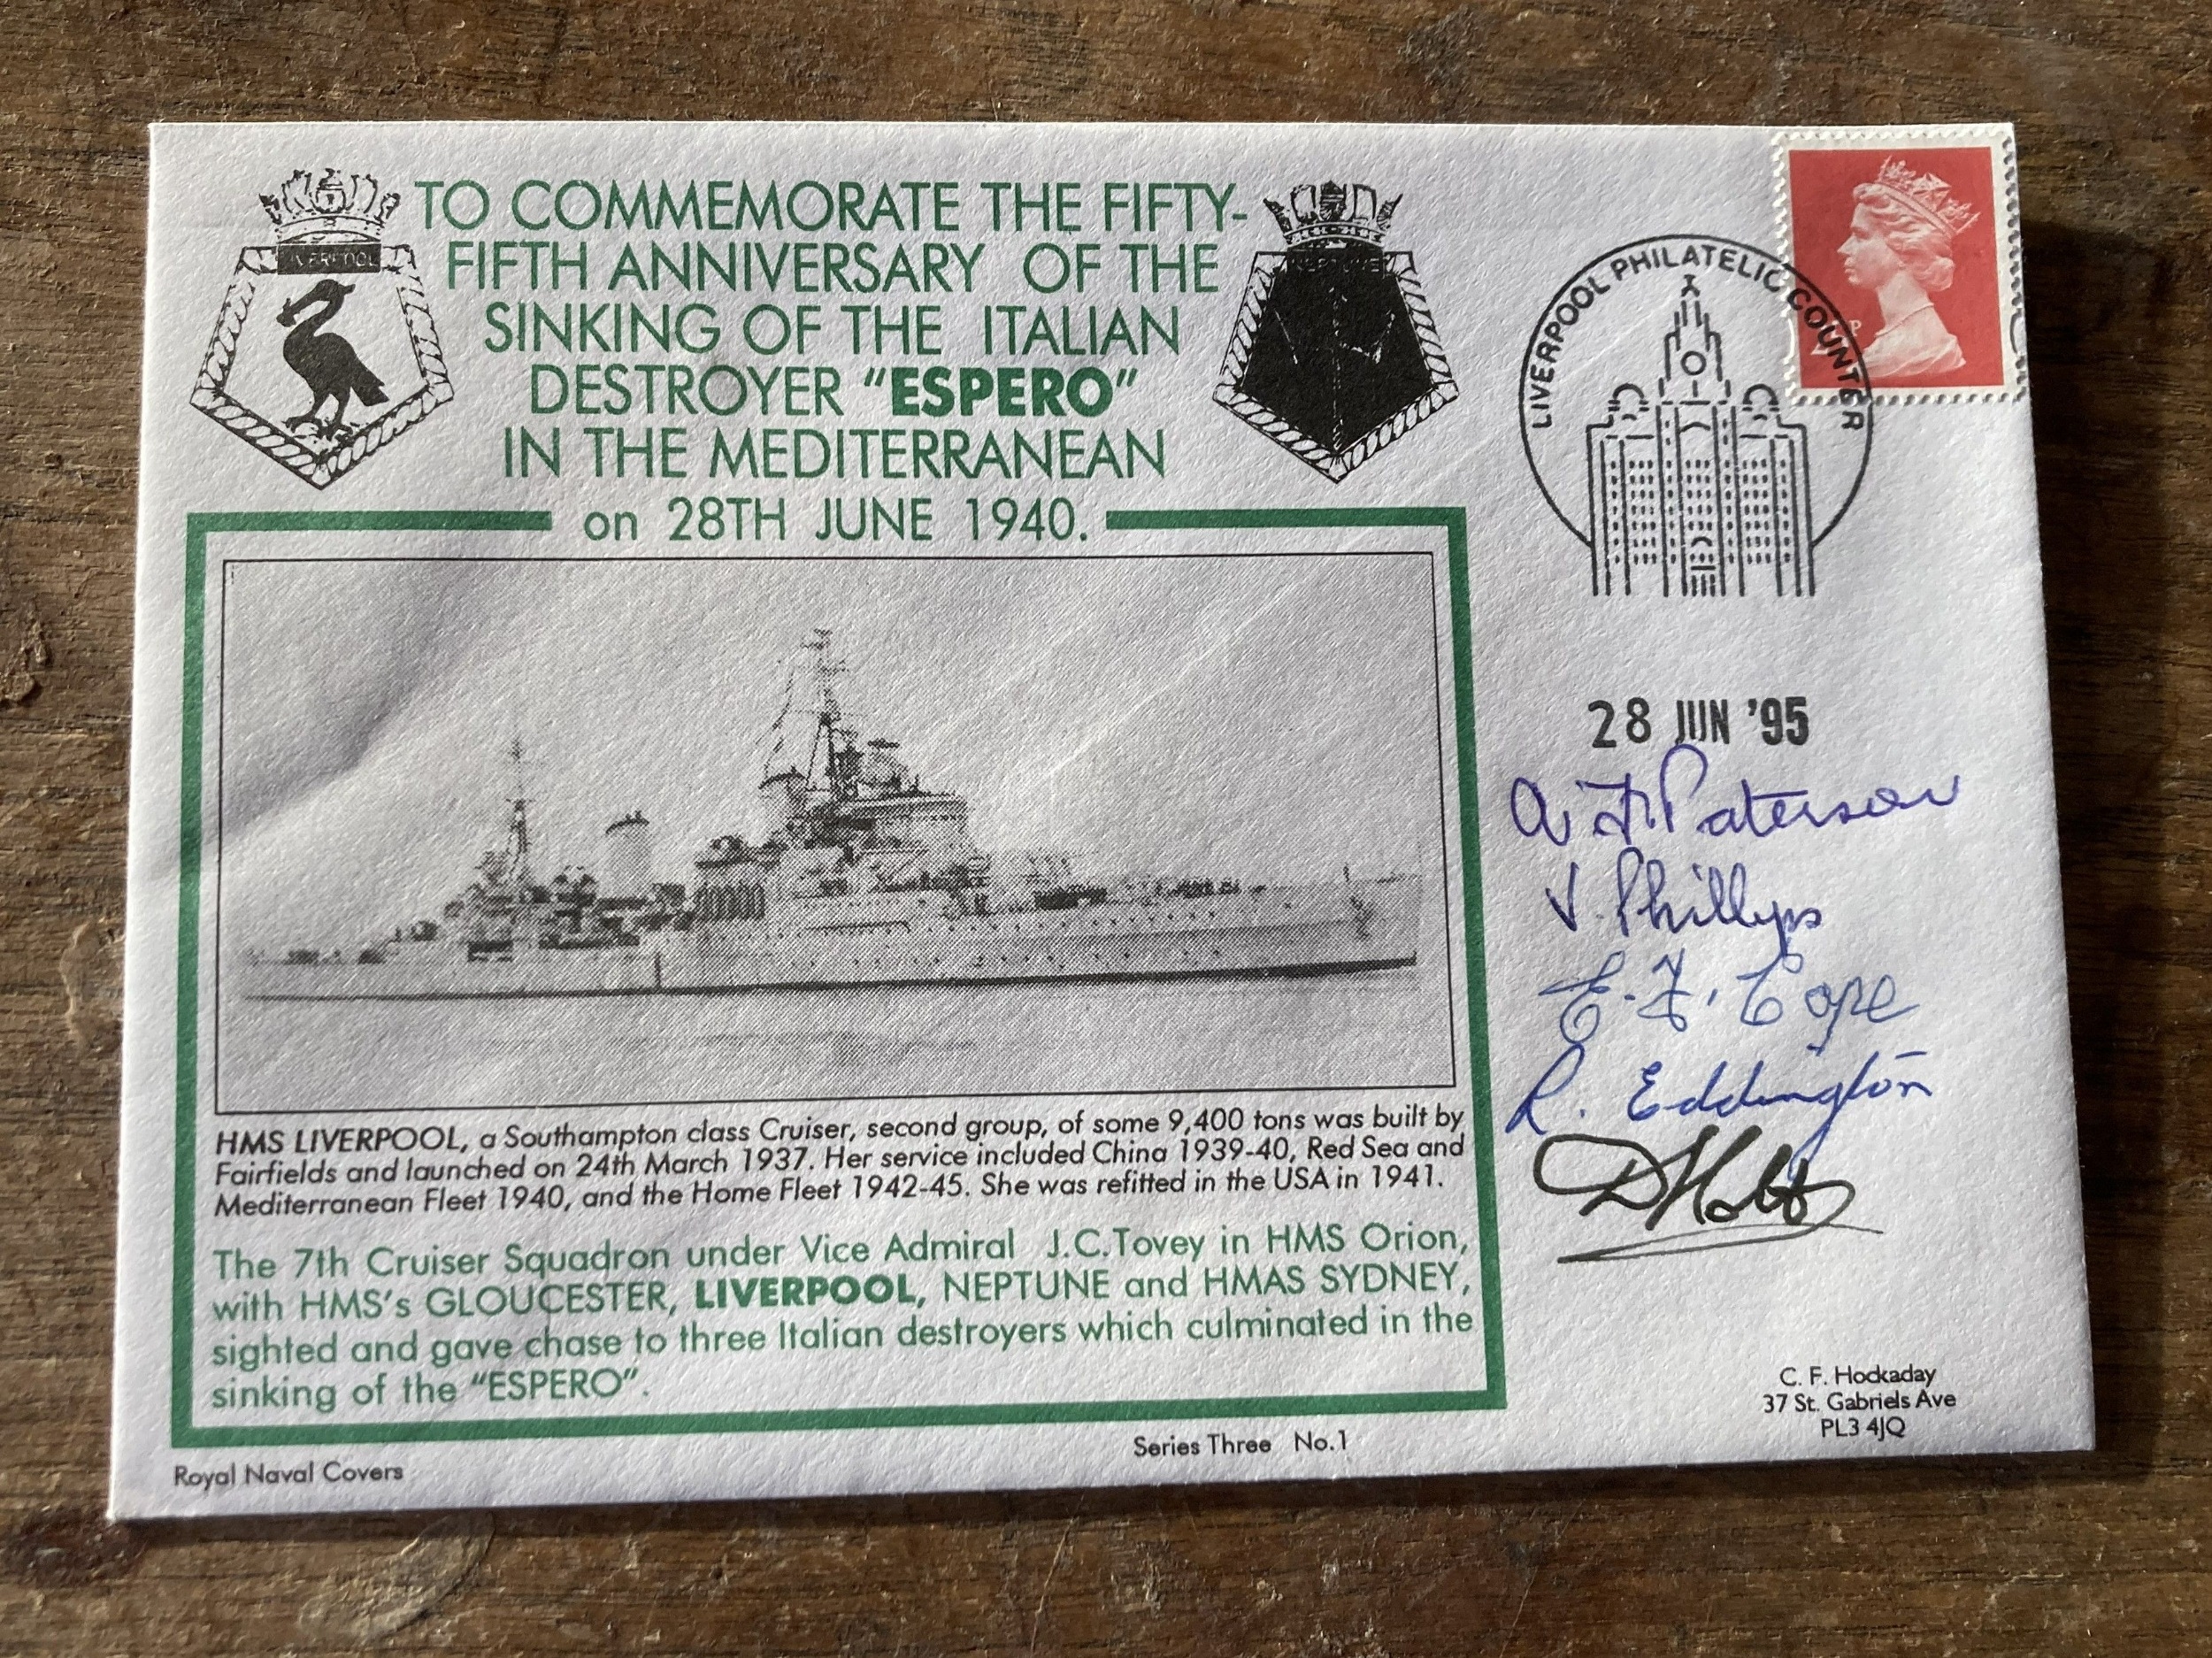 LIVERPOOL
TO COMMEMORATE THE FIFTY-
FIFTH ANNIVERSARY OF THE
SINKING OF THE ITALIAN
DESTROYER "ESPERO"
IN THE MEDITERRANEAN
on 28TH JUNE 1940.
LIVERPOOL PHILATELIC COUNTER
28 JUN '95
Paterson
V. Phillyps
E. F. Cope
R. Eddington
HMS LIVERPOOL, a Southampton class Cruiser, second group, of some 9,400 tons was built by
Fairfields and launched on 24th March 1937. Her service included China 1939-40, Red Sea and
Mediterranean Fleet 1940, and the Home Fleet 1942-45. She was refitted in the USA in 1941.
The 7th Cruiser Squadron under Vice Admiral J.C.Tovey in HMS Orion,
with HMS's GLOUCESTER, LIVERPOOL, NEPTUNE and HMAS SYDNEY,
sighted and gave chase to three Italian destroyers which culminated in the
sinking of the "ESPERO".
C. F. Hockaday
37 St. Gabriels Ave
PL3 4JQ
Series Three No.1
Royal Naval Covers